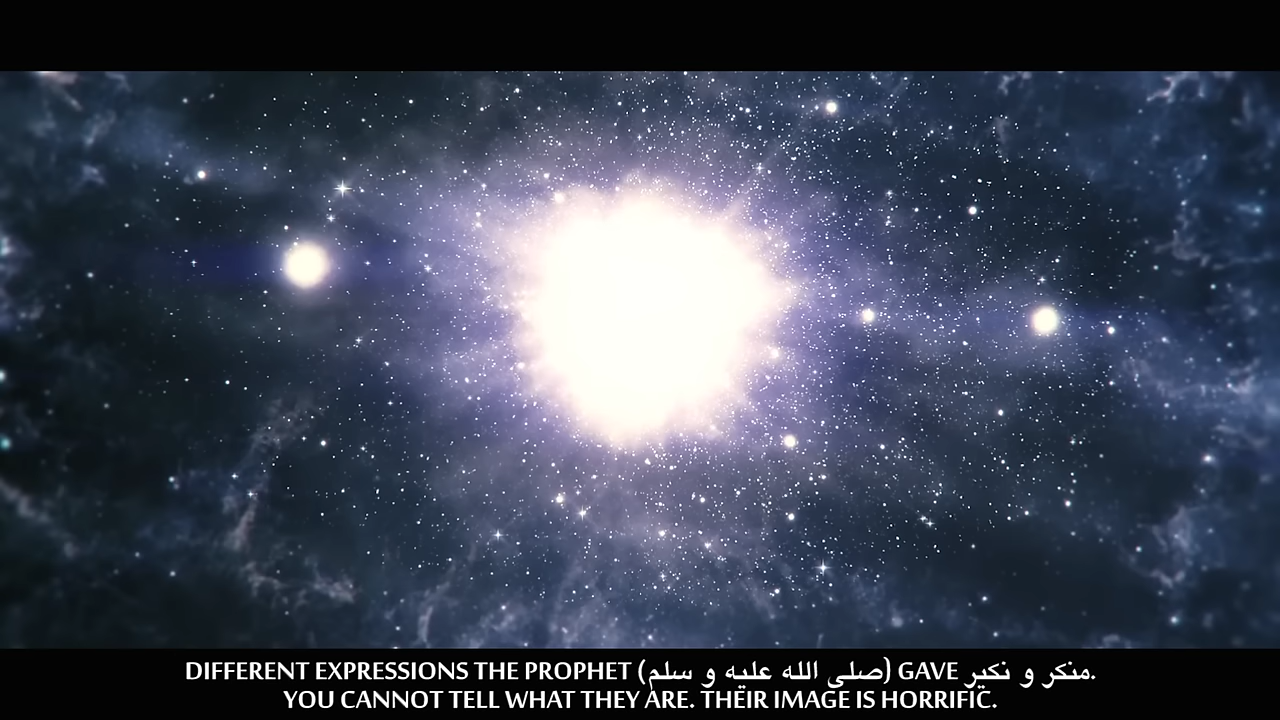 DIFFERENT EXPRESSIONS THE PROPHET (صلى الله عليه و سلم) GAVE منكر و نكير.
YOU CANNOT TELL WHAT THEY ARE. THEIR IMAGE IS HORRIFIC.